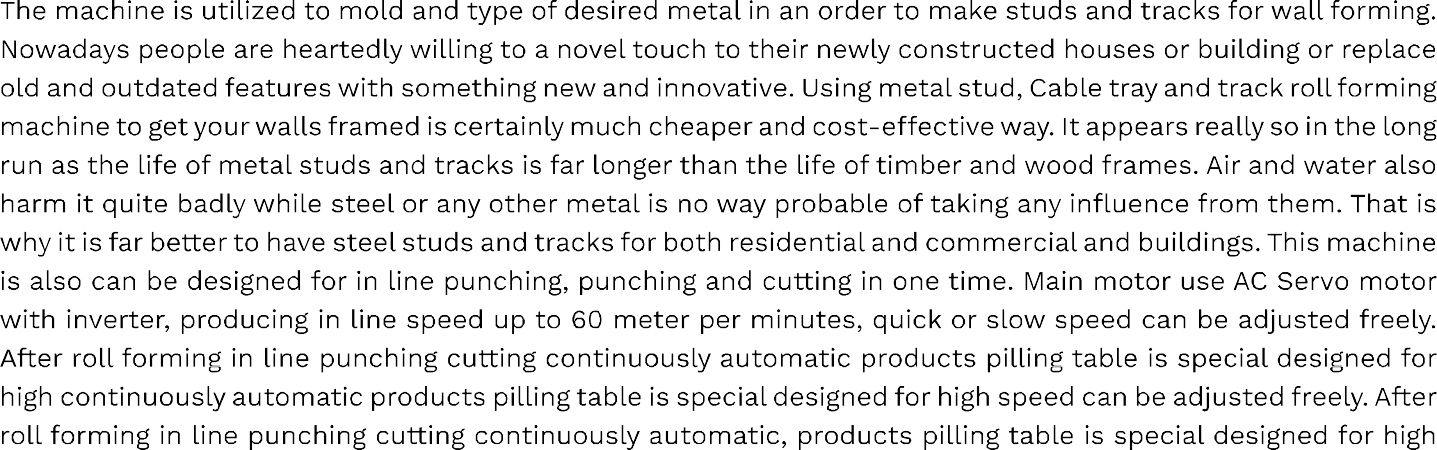 The machine is utilized to mold and type of desired metal in an order to make studs and tracks for wall forming.
Nowadays people are heartedly willing to a novel touch to their newly constructed houses or building or replace
old and outdated features with something new and innovative. Using metal stud, Cable tray and track roll forming
machine to get your walls framed is certainly much cheaper and cost-effective way. It appears really so in the long
run as the life of metal studs and tracks is far longer than the life of timber and wood frames. Air and water also
harm it quite badly while steel or any other metal is no way probable of taking any influence from them. That is
why it is far better to have steel studs and tracks for both residential and commercial and buildings. This machine
is also can be designed for in line punching, punching and cutting in one time. Main motor use AC Servo motor
with inverter, producing in line speed up to 60 meter per minutes, quick or slow speed can be adjusted freely.
After roll forming in line punching cutting continuously automatic products pilling table is special designed for
high continuously automatic products pilling table is special designed for high speed can be adjusted freely. After
roll forming in line punching cutting continuously automatic, products pilling table is special designed for high